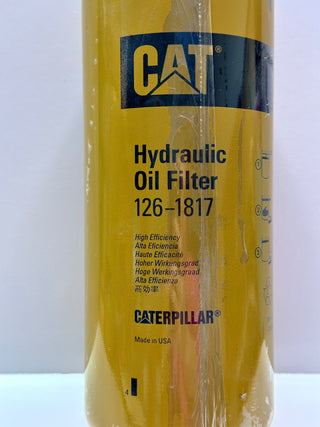 CAT®
Hydraulic
Oil Filter
126-1817
High Efficiency
Alta Eficiencia
Haute Efficacité
Hoher Wirkungsgrad
Hoge Werkingsgraad
Alta Efficienza
高効率
CATERPILLAR®
Made in USA
4